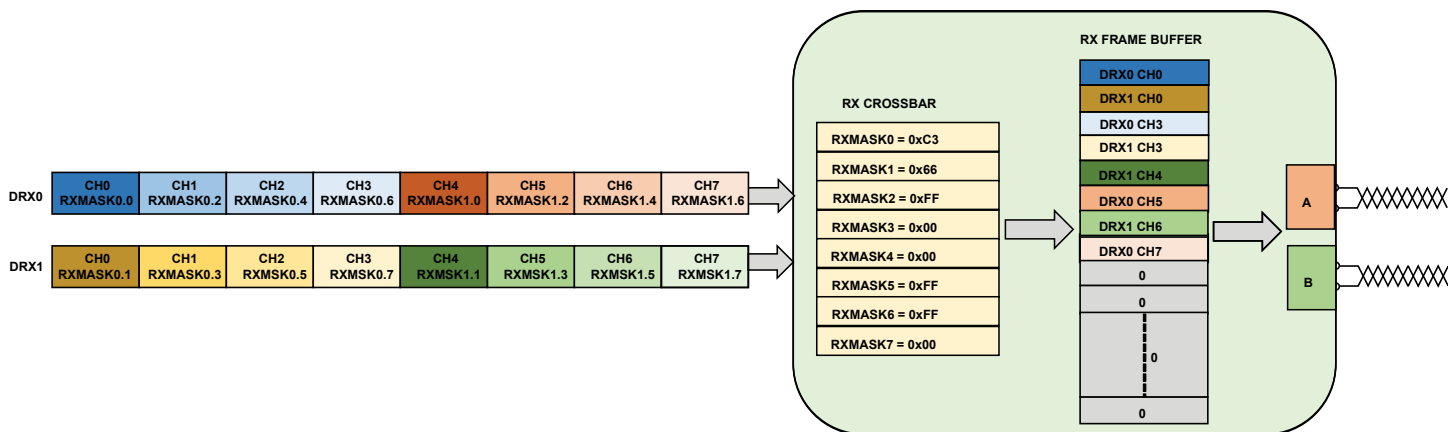 RX FRAME BUFFER
DRX0 CH0
DRX1 CH0
DRX0 CH3
DRX1 CH3
DRX1 CH4
DRX0 CH5
DRX1 CH6
DRX0 CH7
0
0
0
0
RX CROSSBAR
RXMASK0 = 0xC3
RXMASK1 = 0x66
RXMASK2 = 0xFF
RXMASK3 = 0x00
RXMASK4 = 0x00
RXMASK5 = 0xFF
RXMASK6 = 0xFF
RXMASK7 = 0x00
DRX0
CH0 CH1 CH2 CH3 CH4 CH5 CH6 CH7
RXMASK0.0 RXMASK0.2 RXMASK0.4 RXMASK0.6 RXMASK1.0 RXMASK1.2 RXMASK1.4 RXMASK1.6
DRX1
CH0 CH1 CH2 CH3 CH4 CH5 CH6 CH7
RXMASK0.1 RXMASK0.3 RXMSK0.5 RXMASK0.7 RXMSK1.1 RXMSK1.3 RXMSK1.5 RXMSK1.7
A
B